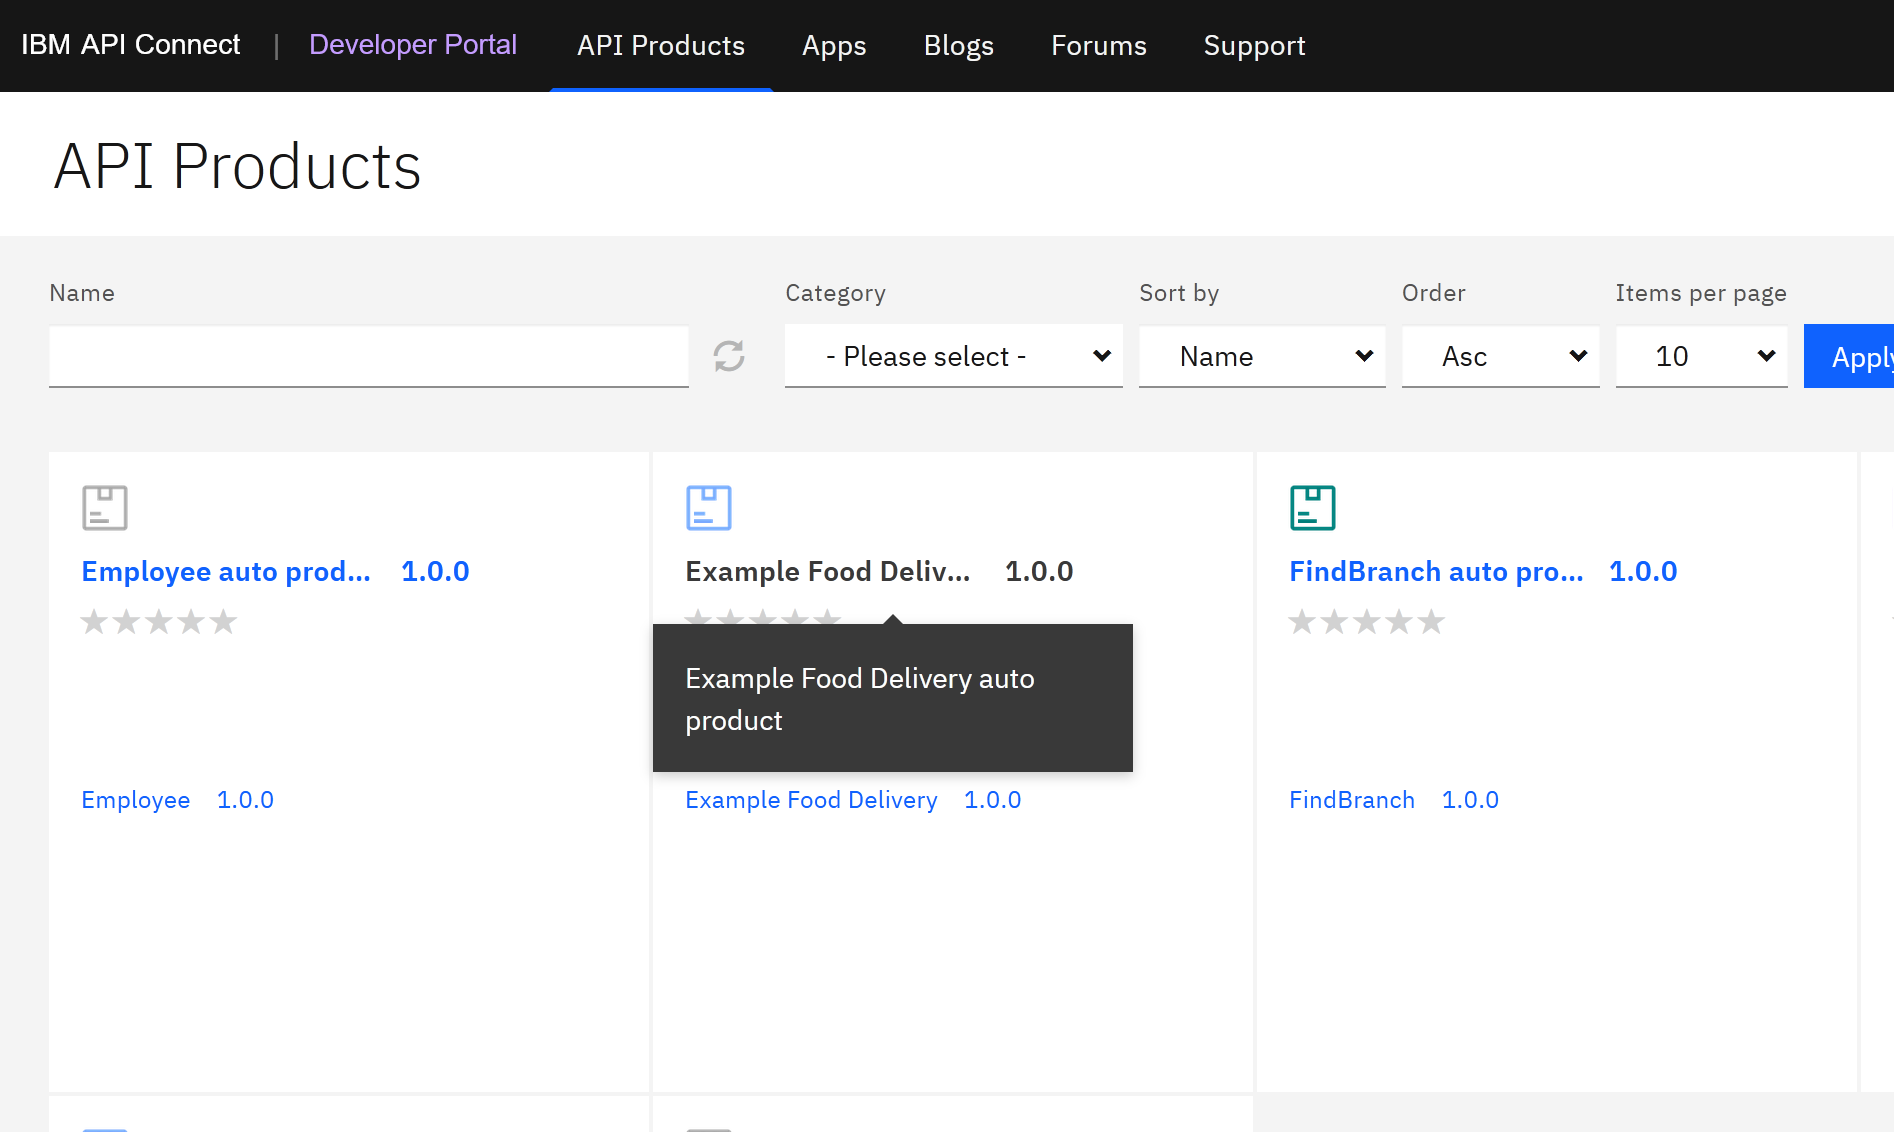 IBM API Connect | Developer Portal API Products Apps Blogs Forums Support
API Products
Name Category Sort by Order Items per page
- Please select - Name Asc 10 Apply
Employee auto prod... 1.0.0 Example Food Deliv... 1.0.0 FindBranch auto pro... 1.0.0
Example Food Delivery auto
product
Employee 1.0.0 Example Food Delivery 1.0.0 FindBranch 1.0.0